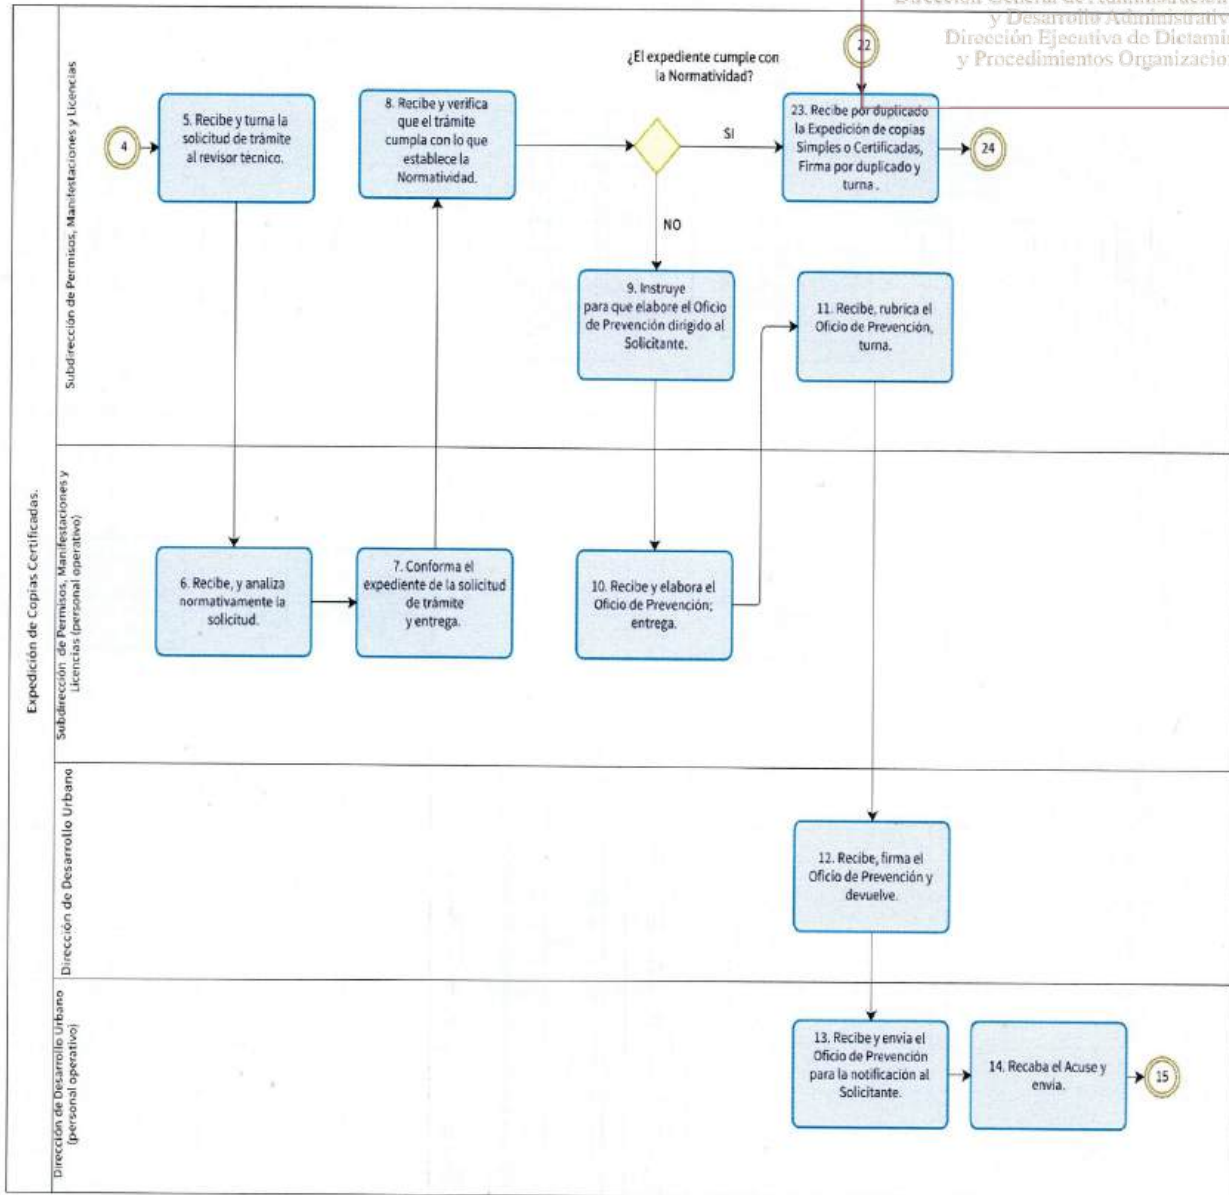 y Desarrollo Administrativ
Dirección Ejecutiva de Dictami
y Procedimientos Organizacio
Expedición de Copias Certificadas.
Subdirección de Permisos, Manifestaciones y Licencias
4
5. Recibe y turna la
solicitud de trámite
al revisor técnico.
8. Recibe y verifica
que el trámite
cumpla con lo que
establece la
Normatividad.
¿El expediente cumple con
la Normatividad?
SI
NO
22
23. Recibe por duplicado
la Expedición de copias
Simples o Certificadas,
Firma por duplicado y
turna .
24
9. Instruye
para que elabore el Oficio
de Prevención dirigido al
Solicitante.
11. Recibe, rubrica el
Oficio de Prevención,
turna.
Subdirección de Permisos, Manifestaciones y
Licencias (personal operativo)
6. Recibe, y analiza
normativamente la
solicitud.
7. Conforma el
expediente de la solicitud
de trámite
y entrega.
10. Recibe y elabora el
Oficio de Prevención;
entrega.
Dirección de Desarrollo Urbano
12. Recibe, firma el
Oficio de Prevención y
devuelve.
Dirección de Desarrollo Urbano
(personal operativo)
13. Recibe y envía el
Oficio de Prevención
para la notificación al
Solicitante.
14. Recaba el Acuse y
envía.
15